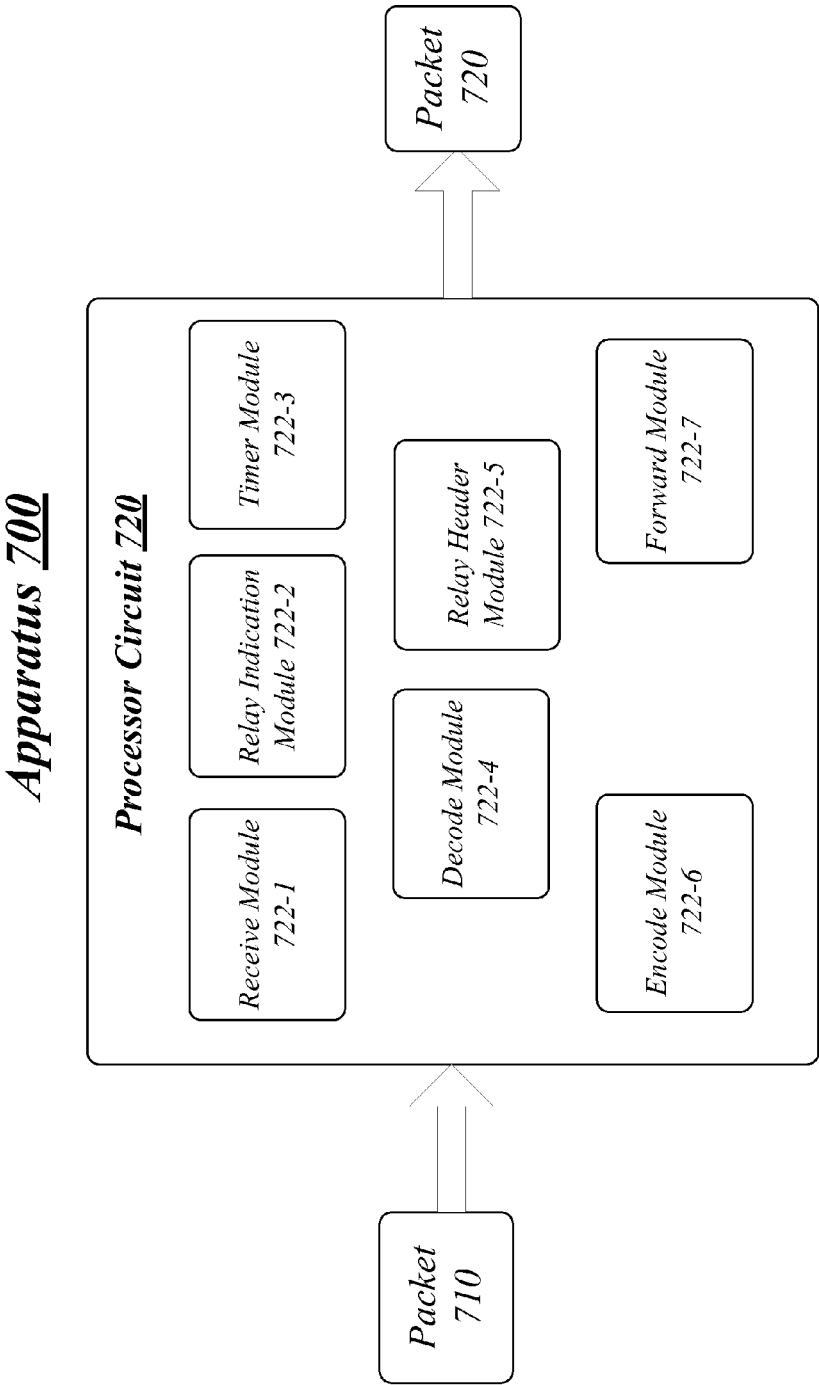 Apparatus 700
Processor Circuit 720
Receive Module
722-1
Relay Indication
Module 722-2
Timer Module
722-3
Decode Module
722-4
Relay Header
Module 722-5
Encode Module
722-6
Forward Module
722-7
Packet
710
Packet
720